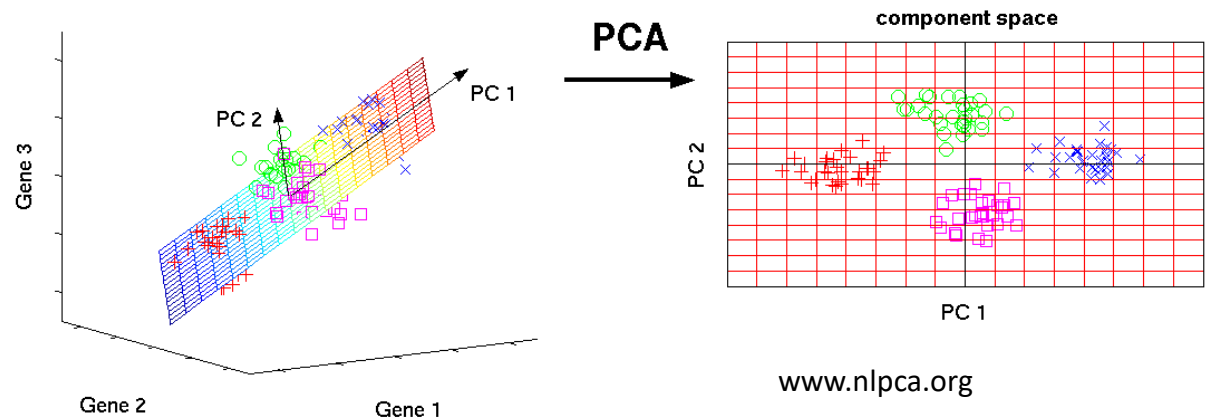 PCA
component space
PC 1
PC 2
Gene 3
Gene 2
Gene 1
PC 2
PC 1
www.nlpca.org